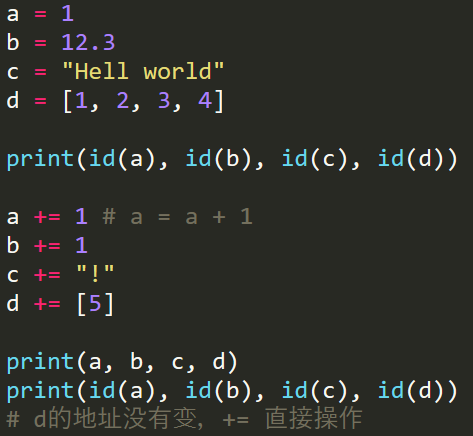 a = 1
b = 12.3
c = "Hell world"
d = [1, 2, 3, 4]
print(id(a), id(b), id(c), id(d))
a += 1 # a = a + 1
b += 1
c += "!"
d += [5]
print(a, b, c, d)
print(id(a), id(b), id(c), id(d))
# d的地址没有变，+= 直接操作